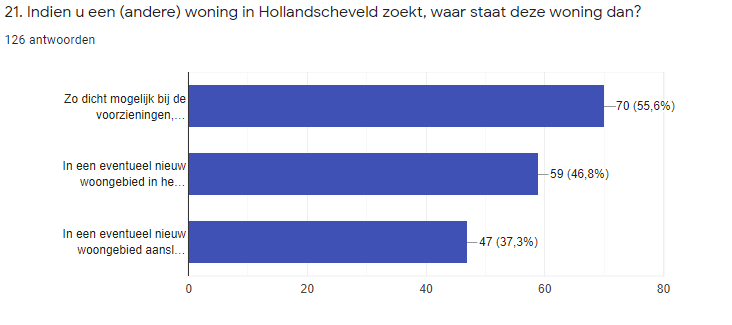 21. Indien u een (andere) woning in Hollandscheveld zoekt, waar staat deze woning dan?
126 antwoorden
Zo dicht mogelijk bij de
voorzieningen,...
70 (55,6%)
In een eventueel nieuw
woongebied in he...
59 (46,8%)
In een eventueel nieuw
woongebied aansl...
47 (37,3%)
0 20 40 60 80